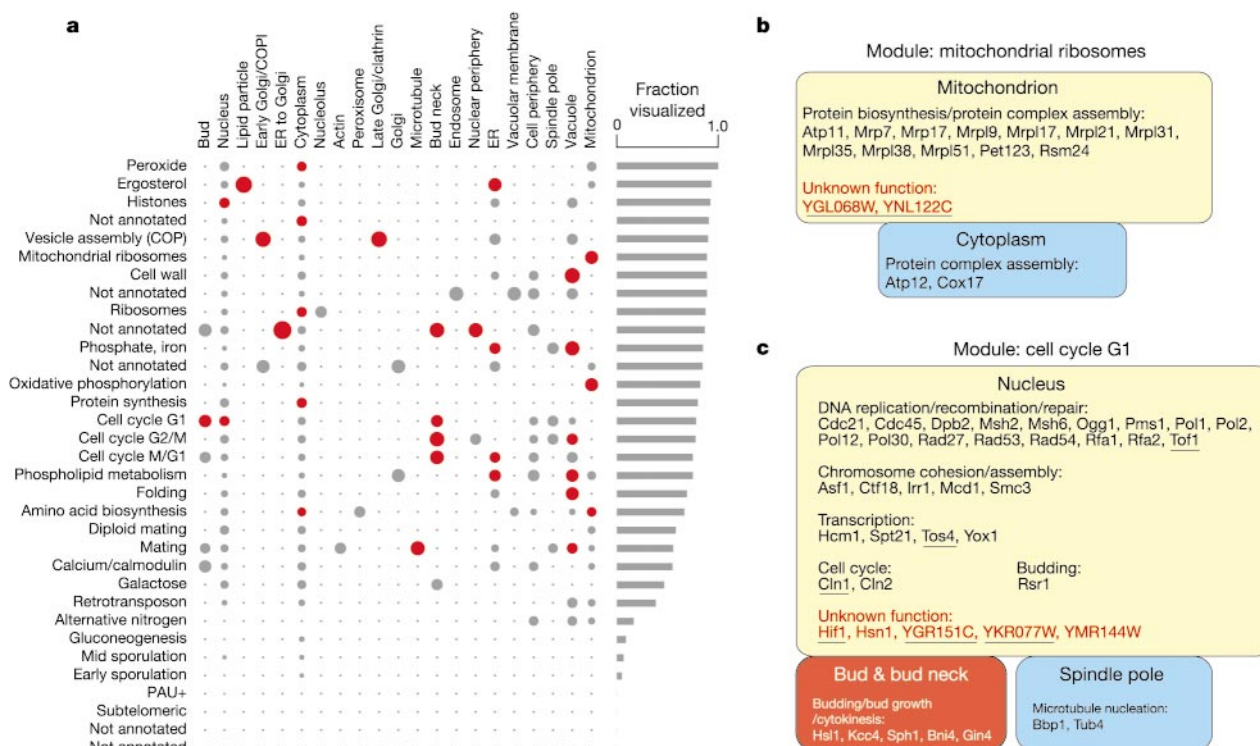 a
Bud
Nucleus
Lipid particle
Early Golgi/COPI
ER to Golgi
Cytoplasm
Nucleolus
Actin
Peroxisome
Late Golgi/clathrin
Golgi
Microtubule
Bud neck
Endosome
Nuclear periphery
ER
Vacuolar membrane
Cell periphery
Spindle pole
Vacuole
Mitochondrion
Fraction
visualized
0 1.0
Peroxide
Ergosterol
Histones
Not annotated
Vesicle assembly (COP)
Mitochondrial ribosomes
Cell wall
Not annotated
Ribosomes
Not annotated
Phosphate, iron
Not annotated
Oxidative phosphorylation
Protein synthesis
Cell cycle G1
Cell cycle G2/M
Cell cycle M/G1
Phospholipid metabolism
Folding
Amino acid biosynthesis
Diploid mating
Mating
Calcium/calmodulin
Galactose
Retrotransposon
Alternative nitrogen
Gluconeogenesis
Mid sporulation
Early sporulation
PAU+
Subtelomeric
Not annotated
Not annotated
b
Module: mitochondrial ribosomes
Mitochondrion
Protein biosynthesis/protein complex assembly:
Atp11, Mrp7, Mrp17, Mrpl9, Mrpl17, Mrpl21, Mrpl31,
Mrpl35, Mrpl38, Mrpl51, Pet123, Rsm24
Unknown function:
YGL068W, YNL122C
Cytoplasm
Protein complex assembly:
Atp12, Cox17
c
Module: cell cycle G1
Nucleus
DNA replication/recombination/repair:
Cdc21, Cdc45, Dpb2, Msh2, Msh6, Ogg1, Pms1, Pol1, Pol2,
Pol12, Pol30, Rad27, Rad53, Rad54, Rfa1, Rfa2, Tof1
Chromosome cohesion/assembly:
Asf1, Ctf18, Irr1, Mcd1, Smc3
Transcription:
Hcm1, Spt21, Tos4, Yox1
Cell cycle: Budding:
Cln1, Cln2 Rsr1
Unknown function:
Hif1, Hsn1, YGR151C, YKR077W, YMR144W
Bud & bud neck
Budding/bud growth
/cytokinesis:
Hsl1, Kcc4, Sph1, Bni4, Gin4
Spindle pole
Microtubule nucleation:
Bbp1, Tub4